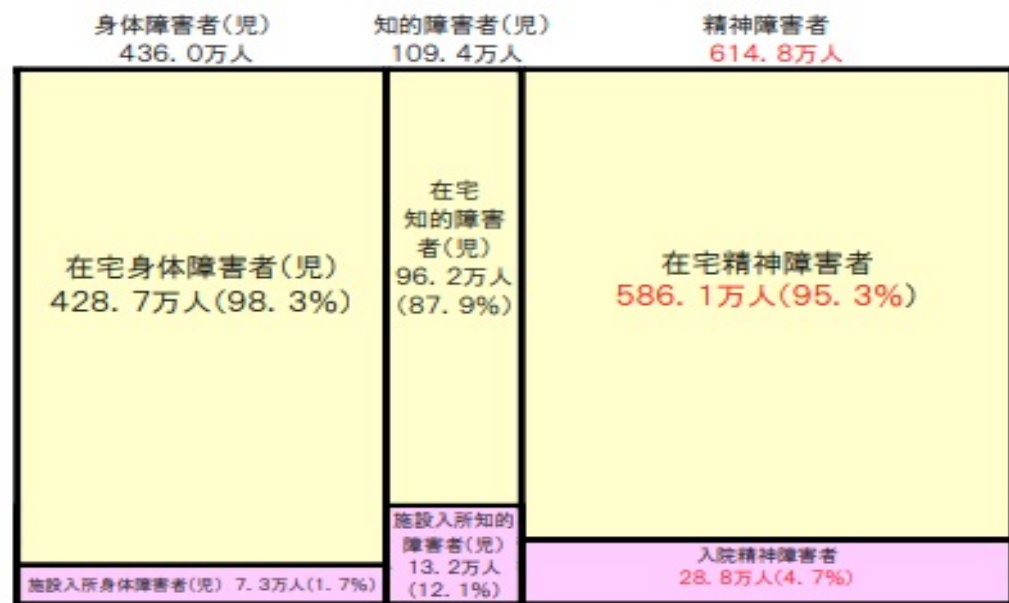 身体障害者(児)
436. 0万人
知的障害者(児)
109. 4万人
精神障害者
614. 8万人
在宅身体障害者(児)
428. 7万人(98. 3%)
在宅
知的障害
者(児)
96. 2万人
(87. 9%)
在宅精神障害者
586. 1万人(95. 3%)
施設入所身体障害者(児) 7. 3万人(1. 7%)
施設入所知的
障害者(児)
13. 2万人
(12. 1%)
入院精神障害者
28. 8万人(4. 7%)